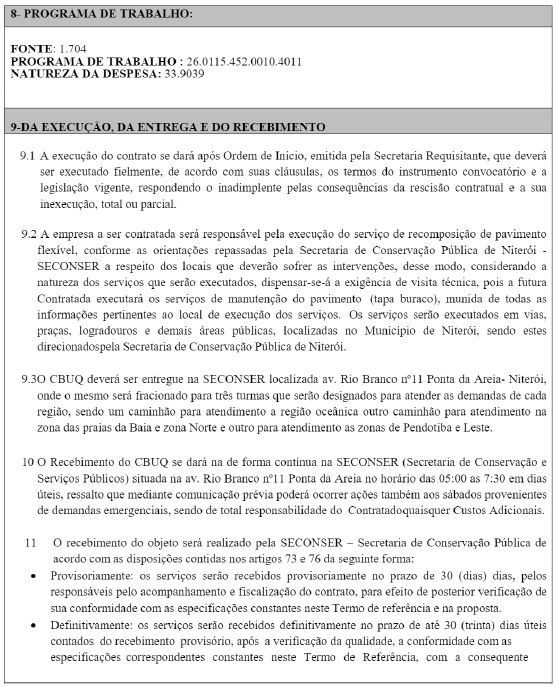 8- PROGRAMA DE TRABALHO:
FONTE: 1.704
PROGRAMA DE TRABALHO : 26.0115.452.0010.4011
NATUREZA DA DESPESA: 33.9039
9-DA EXECUÇÃO, DA ENTREGA E DO RECEBIMENTO
9.1 A execução do contrato se dará após Ordem de Início, emitida pela Secretaria Requisitante, que deverá
ser executado fielmente, de acordo com suas cláusulas, os termos do instrumento convocatório e a
legislação vigente, respondendo o inadimplente pelas consequências da rescisão contratual e a sua
inexecução, total ou parcial.
9.2 A empresa a ser contratada será responsável pela execução do serviço de recomposição de pavimento
flexível, conforme as orientações repassadas pela Secretaria de Conservação Pública de Niterói -
SECONSER a respeito dos locais que deverão sofrer as intervenções, desse modo, considerando a
natureza dos serviços que serão executados, dispensar-se-á a exigência de visita técnica, pois a futura
Contratada executará os serviços de manutenção do pavimento (tapa buraco), munida de todas as
informações pertinentes ao local de execução dos serviços. Os serviços serão executados em vias,
praças, logradouros e demais áreas públicas, localizadas no Município de Niterói, sendo estes
direcionadospela Secretaria de Conservação Pública de Niterói.
9.3O CBUQ deverá ser entregue na SECONSER localizada av. Rio Branco nº11 Ponta da Areia- Niterói,
onde o mesmo será fracionado para três turmas que serão designados para atender as demandas de cada
região, sendo um caminhão para atendimento a região oceânica outro caminhão para atendimento na
zona das praias da Baia e zona Norte e outro para atendimento as zonas de Pendotiba e Leste.
10 O Recebimento do CBUQ se dará na de forma contínua na SECONSER (Secretaria de Conservação e
Serviços Públicos) situada na av. Rio Branco nº11 Ponta da Areia no horário das 05:00 as 7:30 em dias
úteis, ressalto que mediante comunicação prévia poderá ocorrer ações também aos sábados provenientes
de demandas emergenciais, sendo de total responsabilidade do Contratadoquaisquer Custos Adicionais.
11 O recebimento do objeto será realizado pela SECONSER – Secretaria de Conservação Pública de
acordo com as disposições contidas nos artigos 73 e 76 da seguinte forma:
• Provisoriamente: os serviços serão recebidos provisoriamente no prazo de 30 (dias) dias, pelos
responsáveis pelo acompanhamento e fiscalização do contrato, para efeito de posterior verificação de
sua conformidade com as especificações constantes neste Termo de referência e na proposta.
• Definitivamente: os serviços serão recebidos definitivamente no prazo de até 30 (trinta) dias úteis
contados do recebimento provisório, após a verificação da qualidade, a conformidade com as
especificações correspondentes constantes neste Termo de Referência, com a consequente